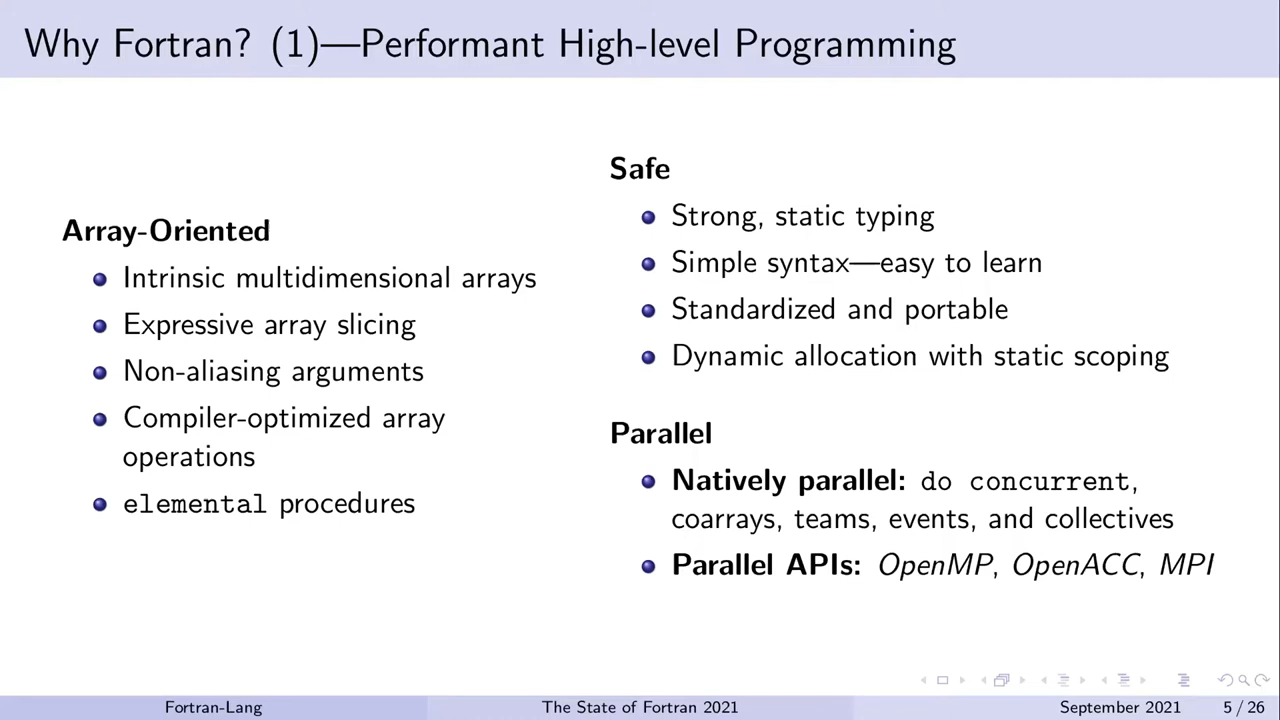 Why Fortran? (1)—Performant High-level Programming
Array-Oriented
Intrinsic multidimensional arrays
Expressive array slicing
Non-aliasing arguments
Compiler-optimized array
operations
elemental procedures
Safe
Strong, static typing
Simple syntax—easy to learn
Standardized and portable
Dynamic allocation with static scoping
Parallel
Natively parallel: do concurrent,
coarrays, teams, events, and collectives
Parallel APIs: OpenMP, OpenACC, MPI
Fortran-Lang The State of Fortran 2021 September 2021 5 / 26